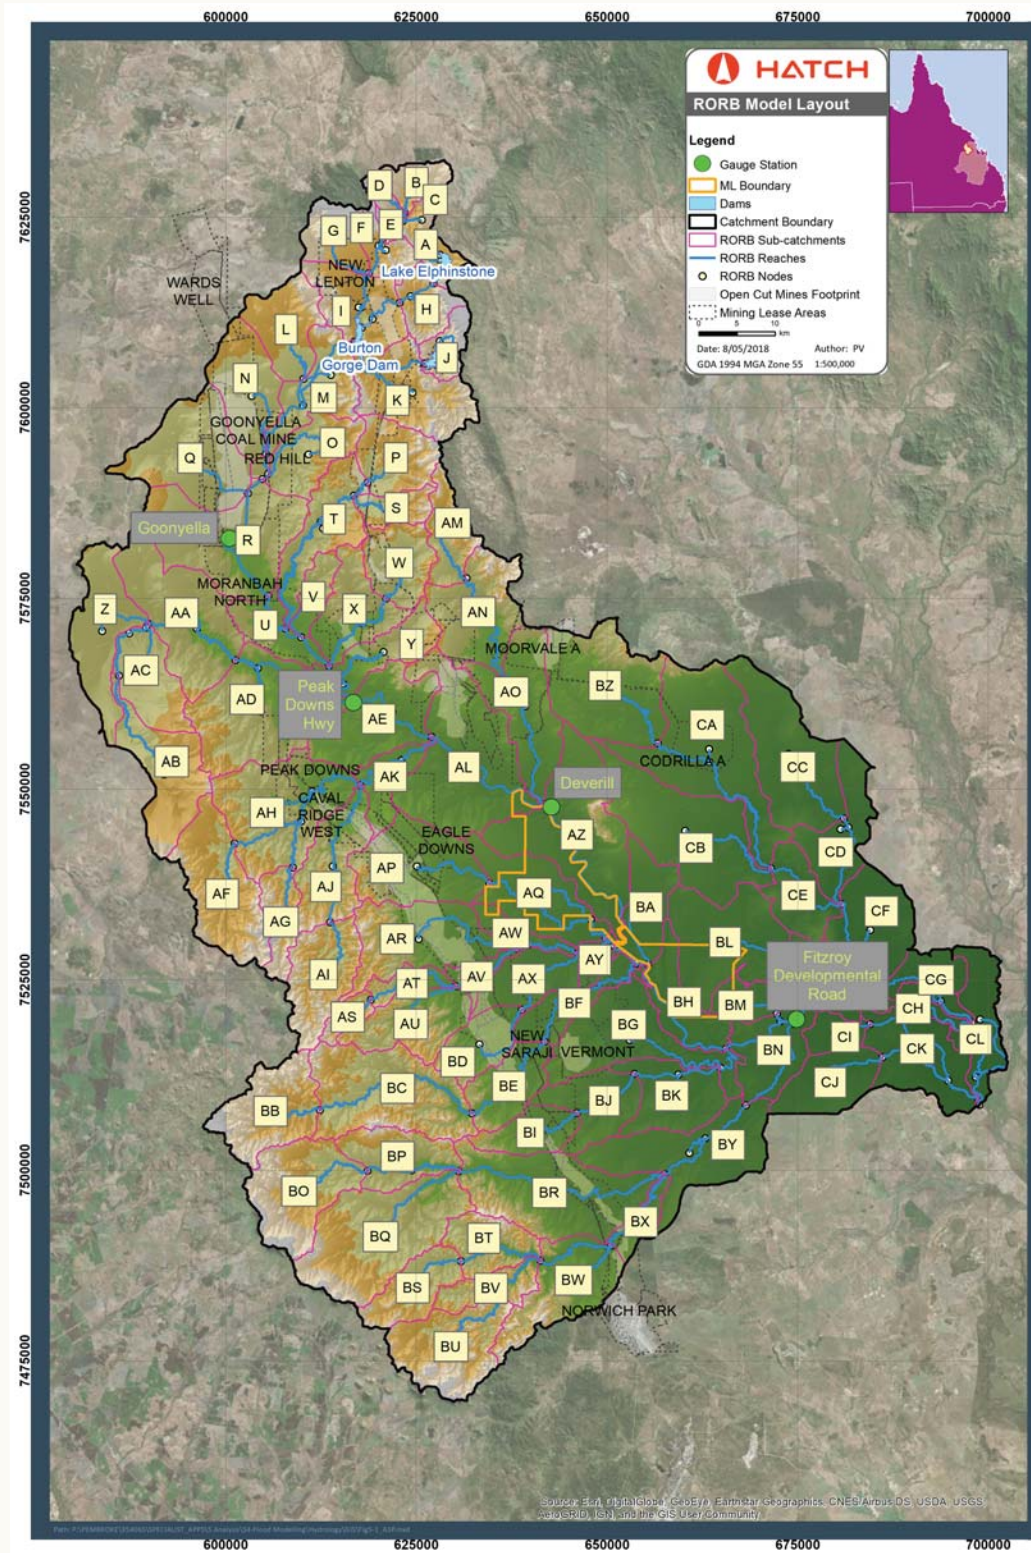 600000 625000 650000 675000 700000
HATCH
RORB Model Layout
Legend
Gauge Station
ML Boundary
Dams
Catchment Boundary
RORB Sub-catchments
RORB Reaches
RORB Nodes
Open Cut Mines Footprint
Mining Lease Areas
0 5 10
km
Date: 8/05/2018 Author: PV
GDA 1994 MGA Zone 55 1:500,000
7625000
7600000
7575000
7550000
7525000
7500000
7475000
D
B
C
G
F
E
A
NEW
LENTON
Lake Elphinstone
WARDS
WELL
I
H
L
Burton
Gorge Dam
J
N
M
K
GOONYELLA
COAL MINE
RED HILL
O
Q
P
S
T
AM
Goonyella
R
W
MORANBAH
NORTH
V
X
Z
AA
U
AN
Y
MOORVALE A
AC
AD
Peak
Downs
Hwy
AO
BZ
AE
CA
CODRILLA A
AB
PEAK DOWNS
AK
AL
CC
Deverill
AH
CAVAL
RIDGE
WEST
EAGLE
DOWNS
AZ
CB
CD
AP
AF
AJ
AQ
CE
AG
BA
CF
AR
AW
BL
AI
AY
Fitzroy
Developmental
Road
AT
AV
AX
CG
AS
BF
BH
BM
CH
AU
BG
NEW
SARAJI
VERMONT
BN
CI
CL
BD
CK
BC
BE
CJ
BB
BJ
BK
BI
BY
BP
BO
BR
BQ
BT
BX
BS
BV
BW
NORWICH PARK
BU
Source: Esri, DigitalGlobe, GeoEye, Earthstar Geographics, CNES/Airbus DS, USDA, USGS,
AeroGRID, IGN, and the GIS User Community
600000 625000 650000 675000 700000